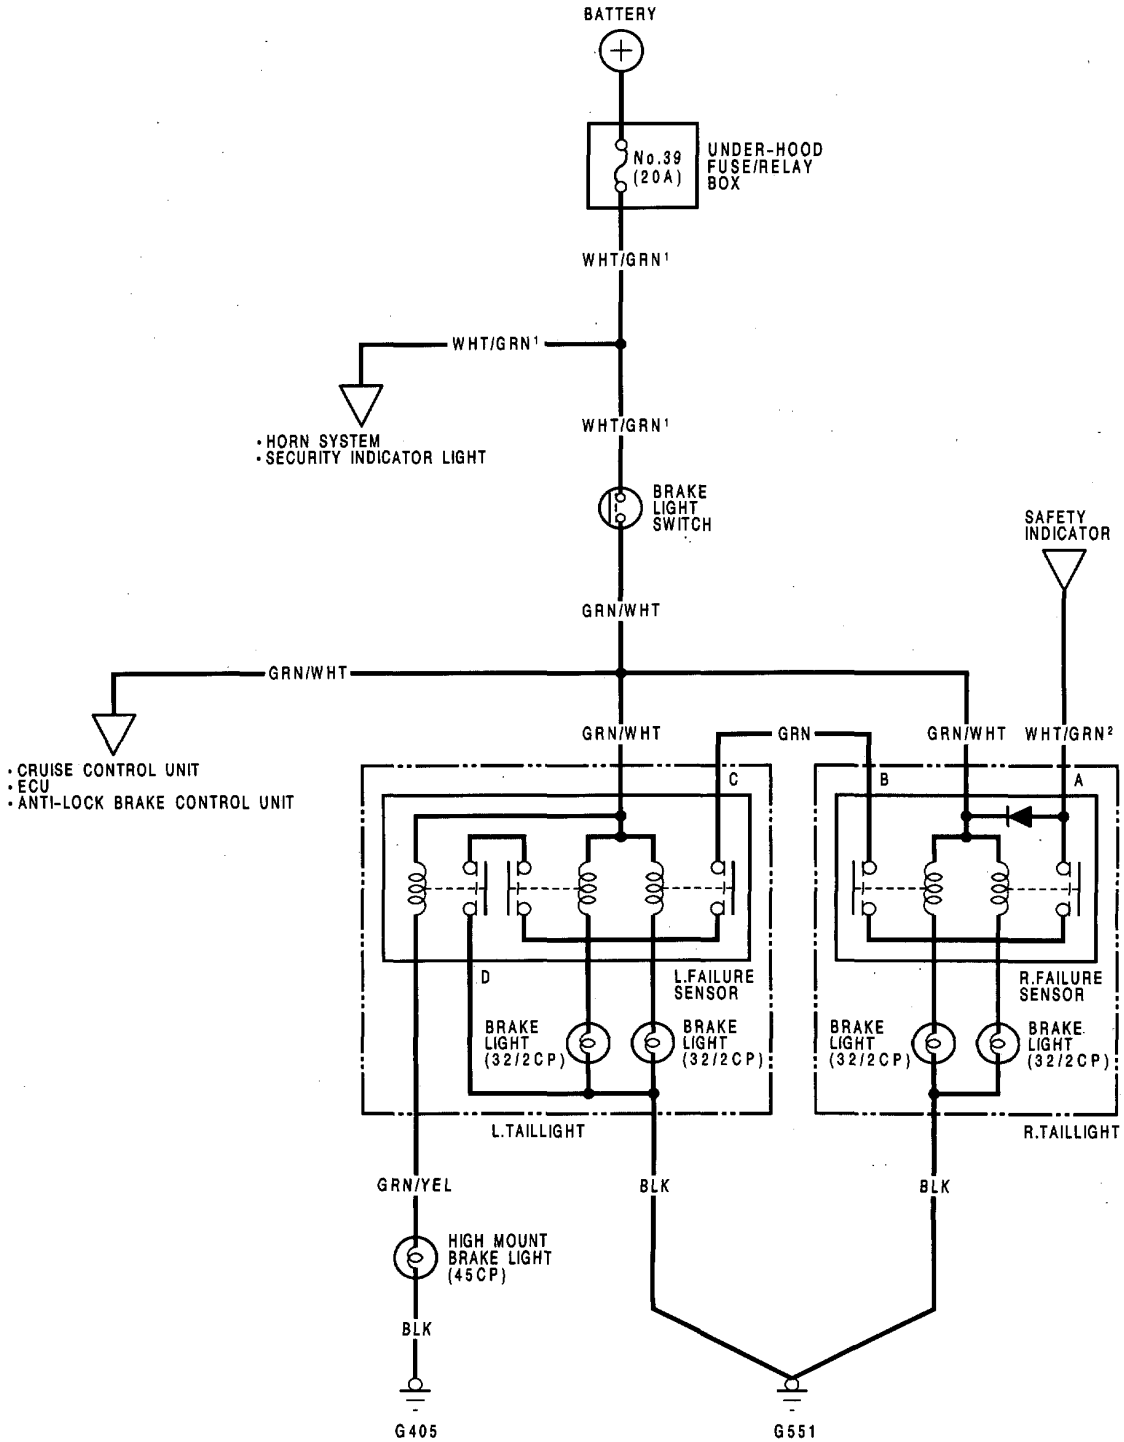 BATTERY
No.39
(20A)
UNDER-HOOD
FUSE/RELAY
BOX
WHT/GRN¹
WHT/GRN¹
• HORN SYSTEM
• SECURITY INDICATOR LIGHT
WHT/GRN¹
BRAKE
LIGHT
SWITCH
SAFETY
INDICATOR
GRN/WHT
GRN/WHT
GRN/WHT
GRN
GRN/WHT
WHT/GRN²
• CRUISE CONTROL UNIT
• ECU
• ANTI-LOCK BRAKE CONTROL UNIT
C
B
A
D
L.FAILURE
SENSOR
R.FAILURE
SENSOR
BRAKE
LIGHT
(32/2CP)
BRAKE
LIGHT
(32/2CP)
BRAKE
LIGHT
(32/2CP)
BRAKE
LIGHT
(32/2CP)
L.TAILLIGHT
R.TAILLIGHT
GRN/YEL
BLK
BLK
HIGH MOUNT
BRAKE LIGHT
(45CP)
BLK
G405
G551